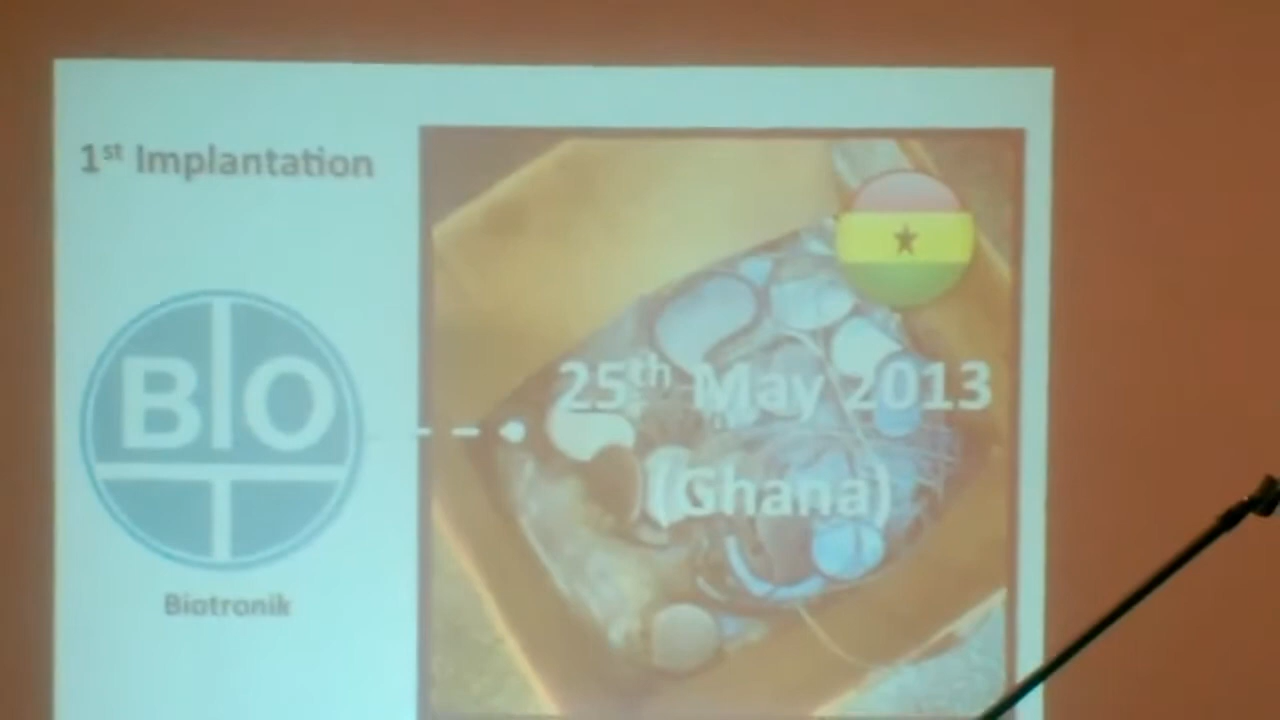 1st Implantation
BIO
Biotronik
25th May 2013
(Ghana)